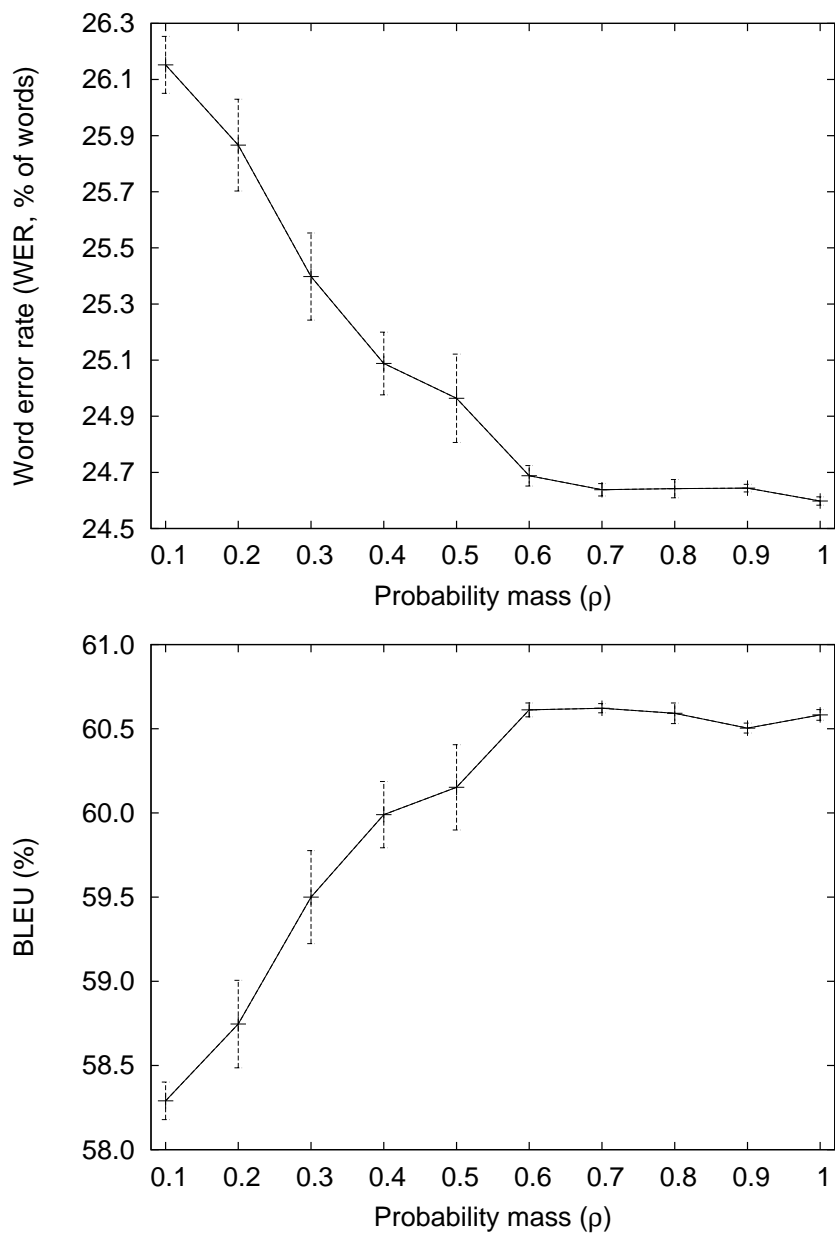 26.3
26.1
25.9
25.7
25.5
25.3
25.1
24.9
24.7
24.5
Word error rate (WER, % of words)
0.1 0.2 0.3 0.4 0.5 0.6 0.7 0.8 0.9 1
Probability mass (ρ)
61.0
60.5
60.0
59.5
59.0
58.5
58.0
BLEU (%)
0.1 0.2 0.3 0.4 0.5 0.6 0.7 0.8 0.9 1
Probability mass (ρ)